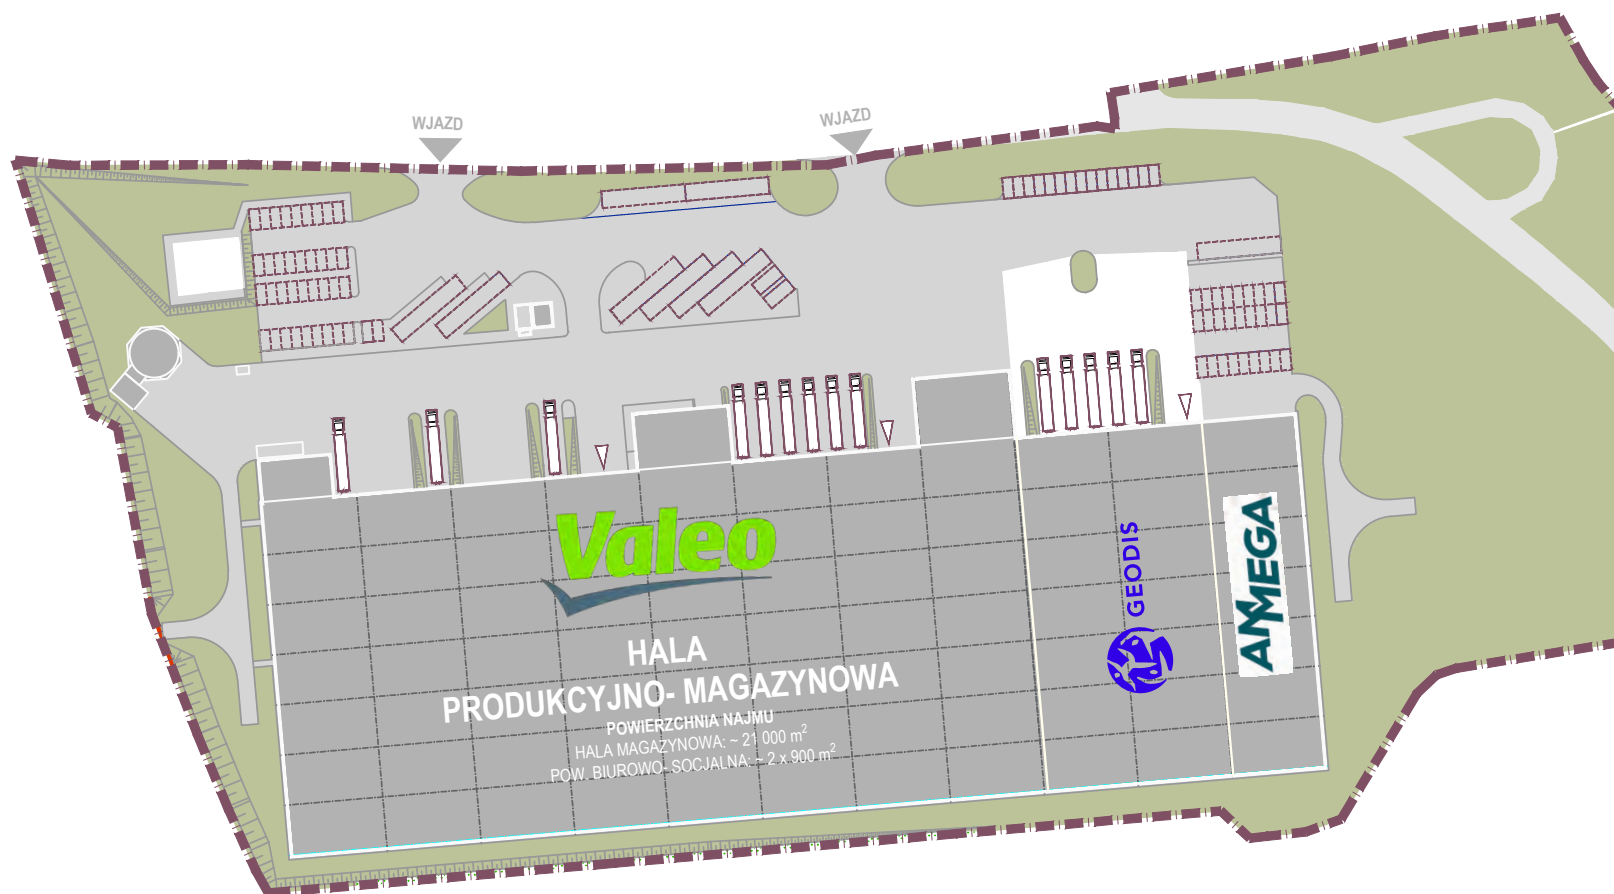 WJAZD
WJAZD
Valeo
GEODIS
AMMEGA
HALA
PRODUKCYJNO- MAGAZYNOWA
POWIERZCHNIA NAJMU
HALA MAGAZYNOWA: ~ 21 000 m²
POW. BIUROWO- SOCJALNA: ~ 2 x 900 m²